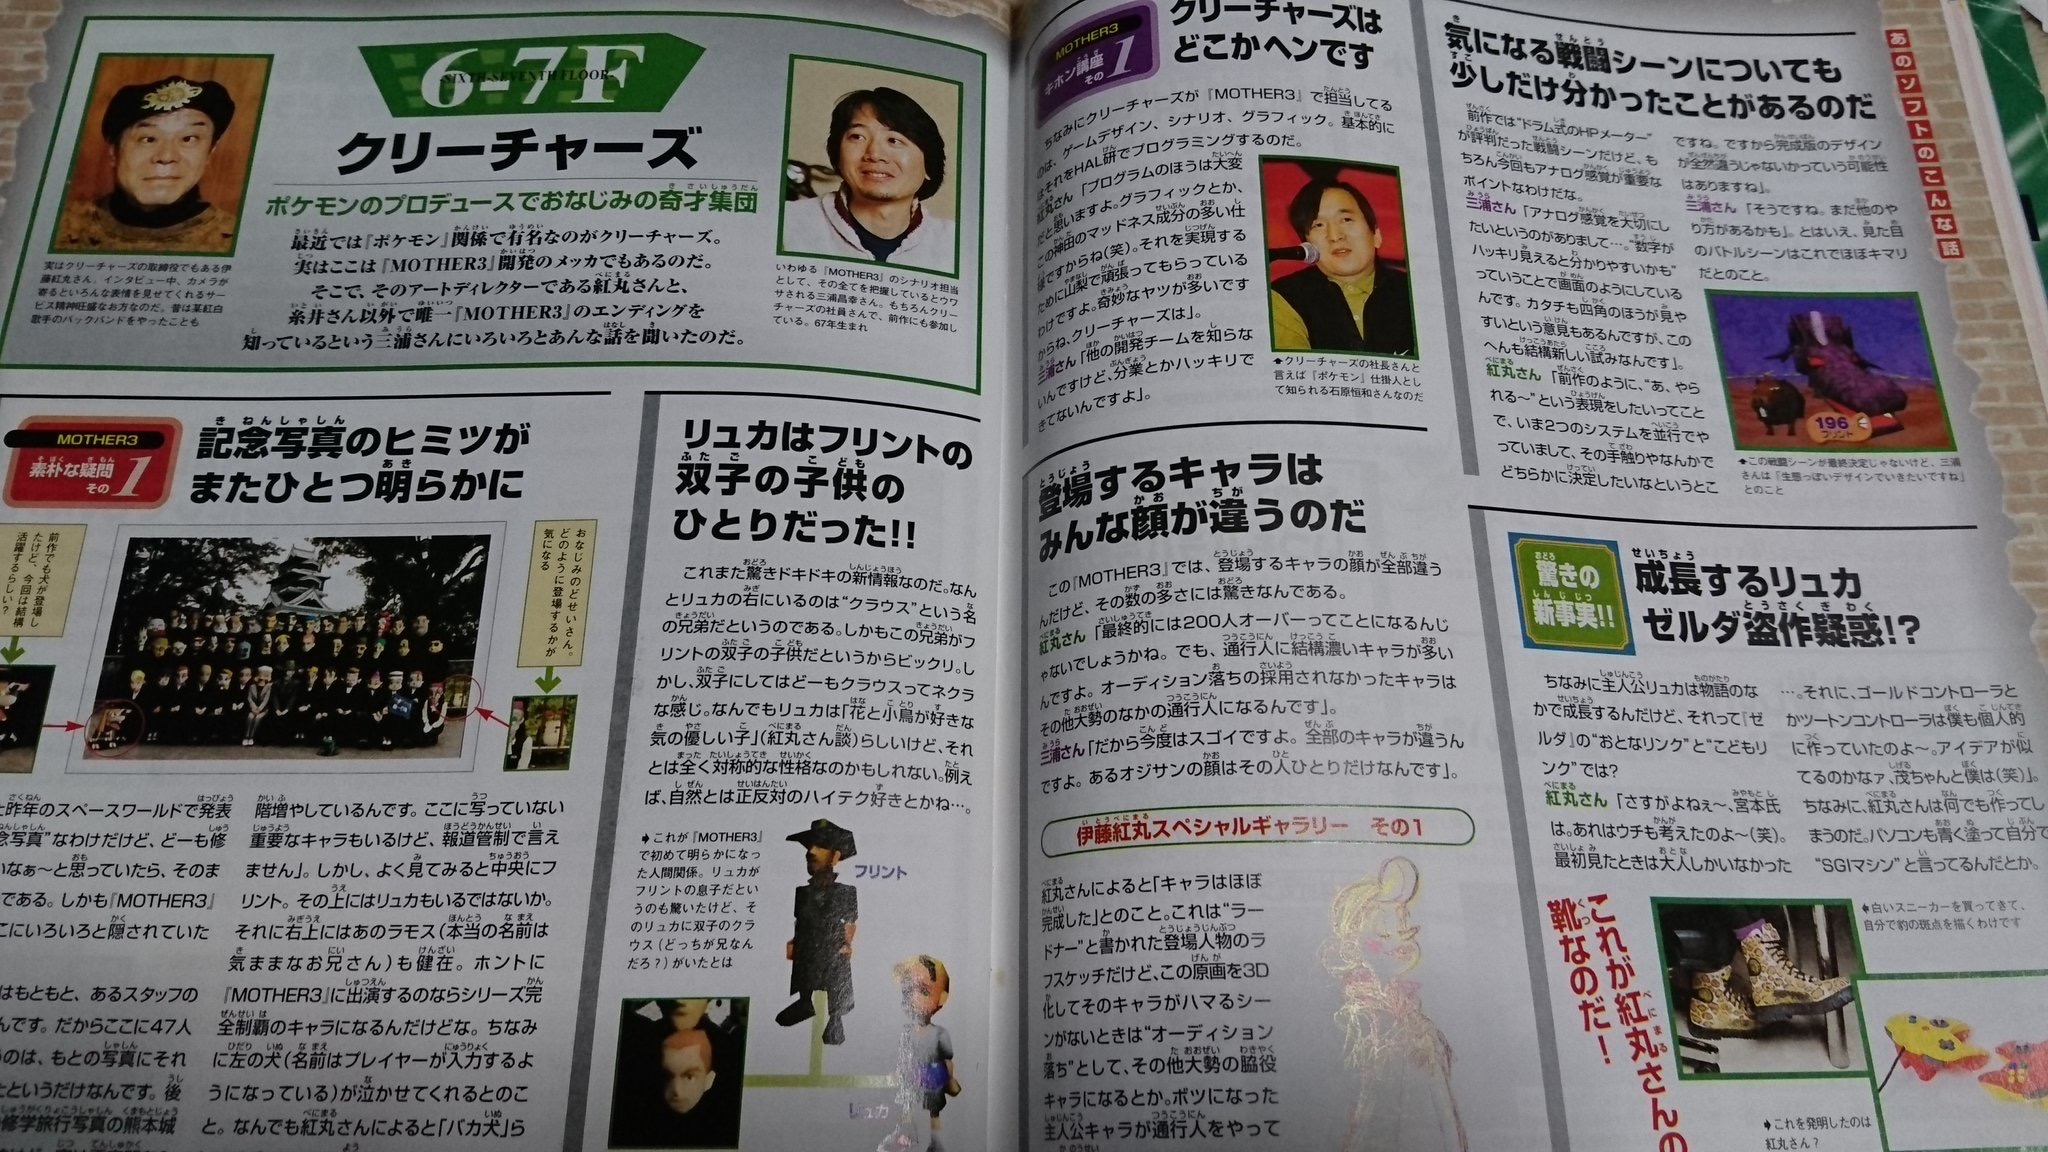 6-7F
SIXTH-SEVENTH FLOOR
クリーチャーズ
ポケモンのプロデュースでおなじみの奇才集団
最近では『ポケモン』関係で有名なのがクリーチャーズ。
実はここは『MOTHER3』開発のメッカでもあるのだ。
そこで、そのアートディレクターである紅丸さんと、
糸井さん以外で唯一『MOTHER3』のエンディングを
知っているという三浦さんにいろいろとあんな話を聞いたのだ。
実はクリーチャーズの取締役でもある伊
藤紅丸さん。インタビュー中、カメラが
寄るといろんな表情を見せてくれるサー
ビス精神旺盛なお方なのだ。昔は某紅白
歌手のバックバンドをやったことも
いわゆる『MOTHER3』のシナリオ担当
として、その全てを把握しているとウワ
サされる三浦昌幸さん。もちろんクリー
チャーズの社員さんで、前作にも参加し
ている。67年生まれ
MOTHER3
素朴な疑問
その1
記念写真のヒミツが
またひとつ明らかに
前作でも犬が登場し
たけど、今回は結構
活躍するらしい?
おなじみのどせいさん。
どのように登場するかが
気になる
昨年のスペースワールドで発表
念写真”なわけだけど、どーも修
いなぁ〜と思っていたら、そのま
である。しかも『MOTHER3』
こにいろいろと隠されていた
はもともと、あるスタッフの
んです。だからここに47人
のは、もとの写真にそれ
というだけなんです。後
修学旅行写真の熊本城
階増やしているんです。ここに写っていない
重要なキャラもいるけど、報道管制で言え
ません」。しかし、よく見てみると中央にフ
リント。その上にはリュカもいるではないか。
それに右上にはあのラモス(本当の名前は
気ままなお兄さん)も健在。ホントに
『MOTHER3』に出演するのならシリーズ完
全制覇のキャラになるんだけどな。ちなみ
に左の犬(名前はプレイヤーが入力するよ
うになっている)が泣かせてくれるとのこ
と。なんでも紅丸さんによると「バカ犬」ら
リュカはフリントの
双子の子供の
ひとりだった!!
これまた驚きドキドキの新情報なのだ。なん
とリュカの右にいるのは“クラウス”という名
の兄弟だというのである。しかもこの兄弟がフ
リントの双子の子供だというからビックリ。し
かし、双子にしてはどーもクラウスってネクラ
な感じ。なんでもリュカは「花と小鳥が好きな
気の優しい子」(紅丸さん談)らしいけど、それ
とは全く対称的な性格なのかもしれない。例え
ば、自然とは正反対のハイテク好きとかね…。
これが『MOTHER3』
で初めて明らかになっ
た人間関係。リュカが
フリントの息子だとい
うのも驚いたけど、そ
のリュカに双子のクラ
ウス(どっちが兄なん
だろ?)がいたとは
フリント
リュカ
MOTHER3
キホン講座
その1
クリーチャーズは
どこかヘンです
ちなみにクリーチャーズが『MOTHER3』で担当してる
のは、ゲームデザイン、シナリオ、グラフィック。基本的に
はそれをHAL研でプログラミングするのだ。
紅丸さん「プログラムのほうは大変
だと思いますよ。グラフィックとか、
この神田のマッドネス成分の多い仕
様ですからね(笑)。それを実現する
ために山梨で頑張ってもらっている
わけですよ。奇妙なヤツが多いです
からね、クリーチャーズは」。
三浦さん「他の開発チームを知らな
いんですけど、分業とかハッキリで
きてないんですよ」。
クリーチャーズの社長さんと
言えば『ポケモン』仕掛人とし
て知られる石原恒和さんなのだ
登場するキャラは
みんな顔が違うのだ
この『MOTHER3』では、登場するキャラの顔が全部違う
んだけど、その数の多さには驚きなんである。
紅丸さん「最終的には200人オーバーってことになるんじ
ゃないでしょうかね。でも、通行人に結構濃いキャラが多い
んですよ。オーディション落ちの採用されなかったキャラは
その他大勢のなかの通行人になるんです」。
三浦さん「だから今度はスゴイですよ。全部のキャラが違うん
ですよ。あるオジサンの顔はその人ひとりだけなんです」。
伊藤紅丸スペシャルギャラリー その1
紅丸さんによると「キャラはほぼ
完成した」とのこと。これは“ラー
ドナー”と書かれた登場人物のラ
フスケッチだけど、この原画を3D
化してそのキャラがハマるシー
ンがないときは“オーディション
落ち”として、その他大勢の脇役
キャラになるとか。ボツになった
主人公キャラが通行人をやって
気になる戦闘シーンについても
少しだけ分かったことがあるのだ
前作では“ドラム式のHPメーター”
が評判だった戦闘シーンだけど、も
ちろん今回もアナログ感覚が重要な
ポイントなわけだな。
三浦さん「アナログ感覚を大切にし
たいというのがありまして…。数字が
ハッキリ見えると分かりやすいかも”
っていうことで画面のようにしている
んです。カタチも四角のほうが見や
すいという意見もあるんですが、この
へんも結構新しい試みなんです」。
紅丸さん「前作のように、“あ、やら
れる〜”という表現をしたいってこと
で、いま2つのシステムを並行でや
っていまして、その手触りやなんかで
どちらかに決定したいなというとこ
ですね。ですから完成版のデザイン
が全然違うじゃないかっていう可能性
はありますね」。
三浦さん「そうですね。まだ他のや
り方があるかも」。とはいえ、見た目
のバトルシーンはこれでほぼキマリ
だとのこと。
196
フリント
この戦闘シーンが最終決定じゃないけど、三浦
さんは「生態っぽいデザインでいきたいですね」
とのこと
あのソフトのこんな話
驚きの
新事実!!
成長するリュカ
ゼルダ盗作疑惑!?
ちなみに主人公リュカは物語のな
かで成長するんだけど、それって『ゼ
ルダ』の“おとなリンク”と“こどもリ
ンク”では?
紅丸さん「さすがよねぇ〜、宮本氏
は。あれはウチも考えたのよ〜(笑)。
最初見たときは大人しかいなかった
…。それに、ゴールドコントローラと
かツートンコントローラは僕も個人的
に作っていたのよ〜。アイデアが似
てるのかなァ、茂ちゃんと僕は(笑)」。
ちなみに、紅丸さんは何でも作ってし
まうのだ。パソコンも青く塗って自分で
“SGIマシン”と言ってるんだとか。
これが紅丸さんの
靴なのだ!
白いスニーカーを買ってきて、
自分で豹の斑点を描くわけです
これを発明したのは
紅丸さん?